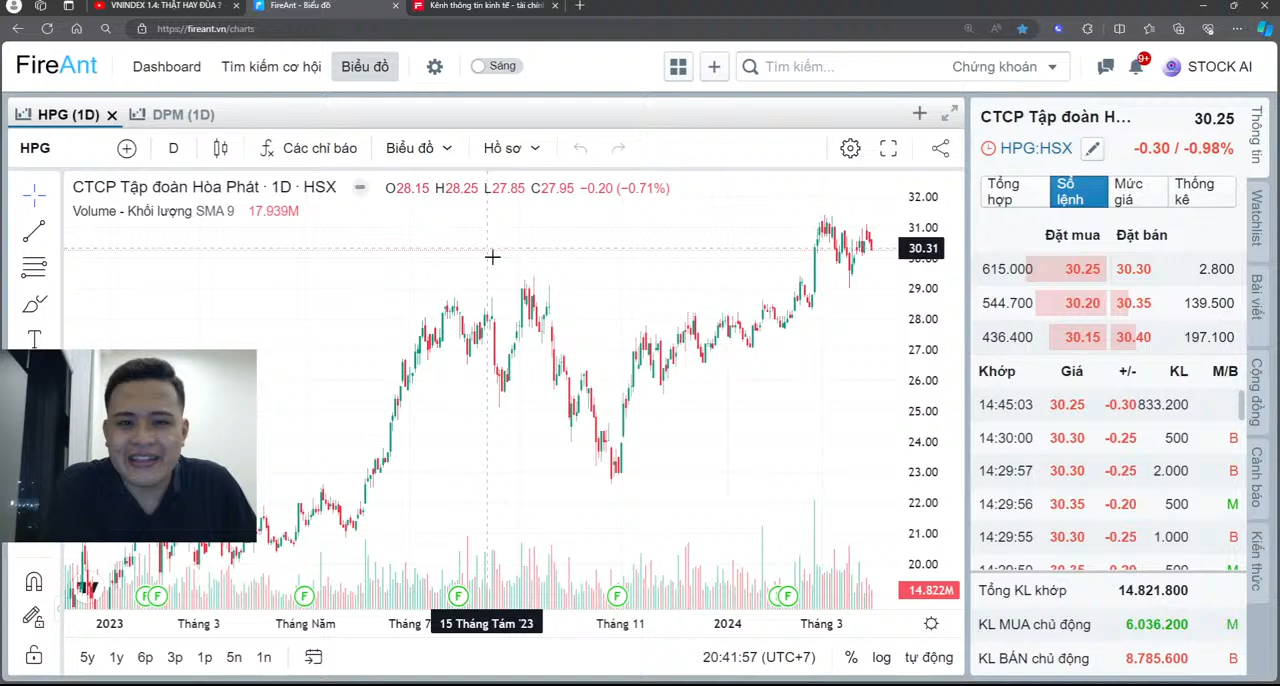 VNINDEX 1.4: THẬT HAY ĐÙA ?
FireAnt - Biểu đồ
Kênh thông tin kinh tế - tài chính
https://fireant.vn/charts
FireAnt
Dashboard
Tìm kiếm cơ hội
Biểu đồ
Sáng
Tìm kiếm...
Chứng khoán
9+
STOCK AI
HPG (1D)
DPM (1D)
HPG
D
Các chỉ báo
Biểu đồ
Hồ sơ
CTCP Tập đoàn Hòa Phát · 1D · HSX
O28.15 H28.25 L27.85 C27.95 −0.20 (−0.71%)
Volume - Khối lượng SMA 9 17.939M
32.00
31.00
30.31
30.00
29.00
28.00
27.00
26.00
25.00
24.00
23.00
22.00
21.00
20.00
14.822M
F F F F F F
2023 Tháng 3 Tháng Năm Tháng 7 15 Tháng Tám '23 Tháng 11 2024 Tháng 3
5y 1y 6p 3p 1p 5n 1n
20:41:57 (UTC+7)
% log tự động
CTCP Tập đoàn H... 30.25
HPG:HSX -0.30 / -0.98%
Tổng hợp
Sổ lệnh
Mức giá
Thống kê
Đặt mua Đặt bán
615.000 30.25 30.30 2.800
544.700 30.20 30.35 139.500
436.400 30.15 30.40 197.100
Khớp Giá +/- KL M/B
14:45:03 30.25 -0.30 833.200
14:30:00 30.30 -0.25 500 B
14:29:57 30.30 -0.25 2.000 B
14:29:56 30.35 -0.20 500 M
14:29:55 30.30 -0.25 1.000 B
14:29:50 30.35 -0.20 500 M
Tổng KL khớp 14.821.800
KL MUA chủ động 6.036.200 M
KL BÁN chủ động 8.785.600 B
Thông tin
Watchlist
Bài viết
Cộng đồng
Cảnh báo
Kiến thức